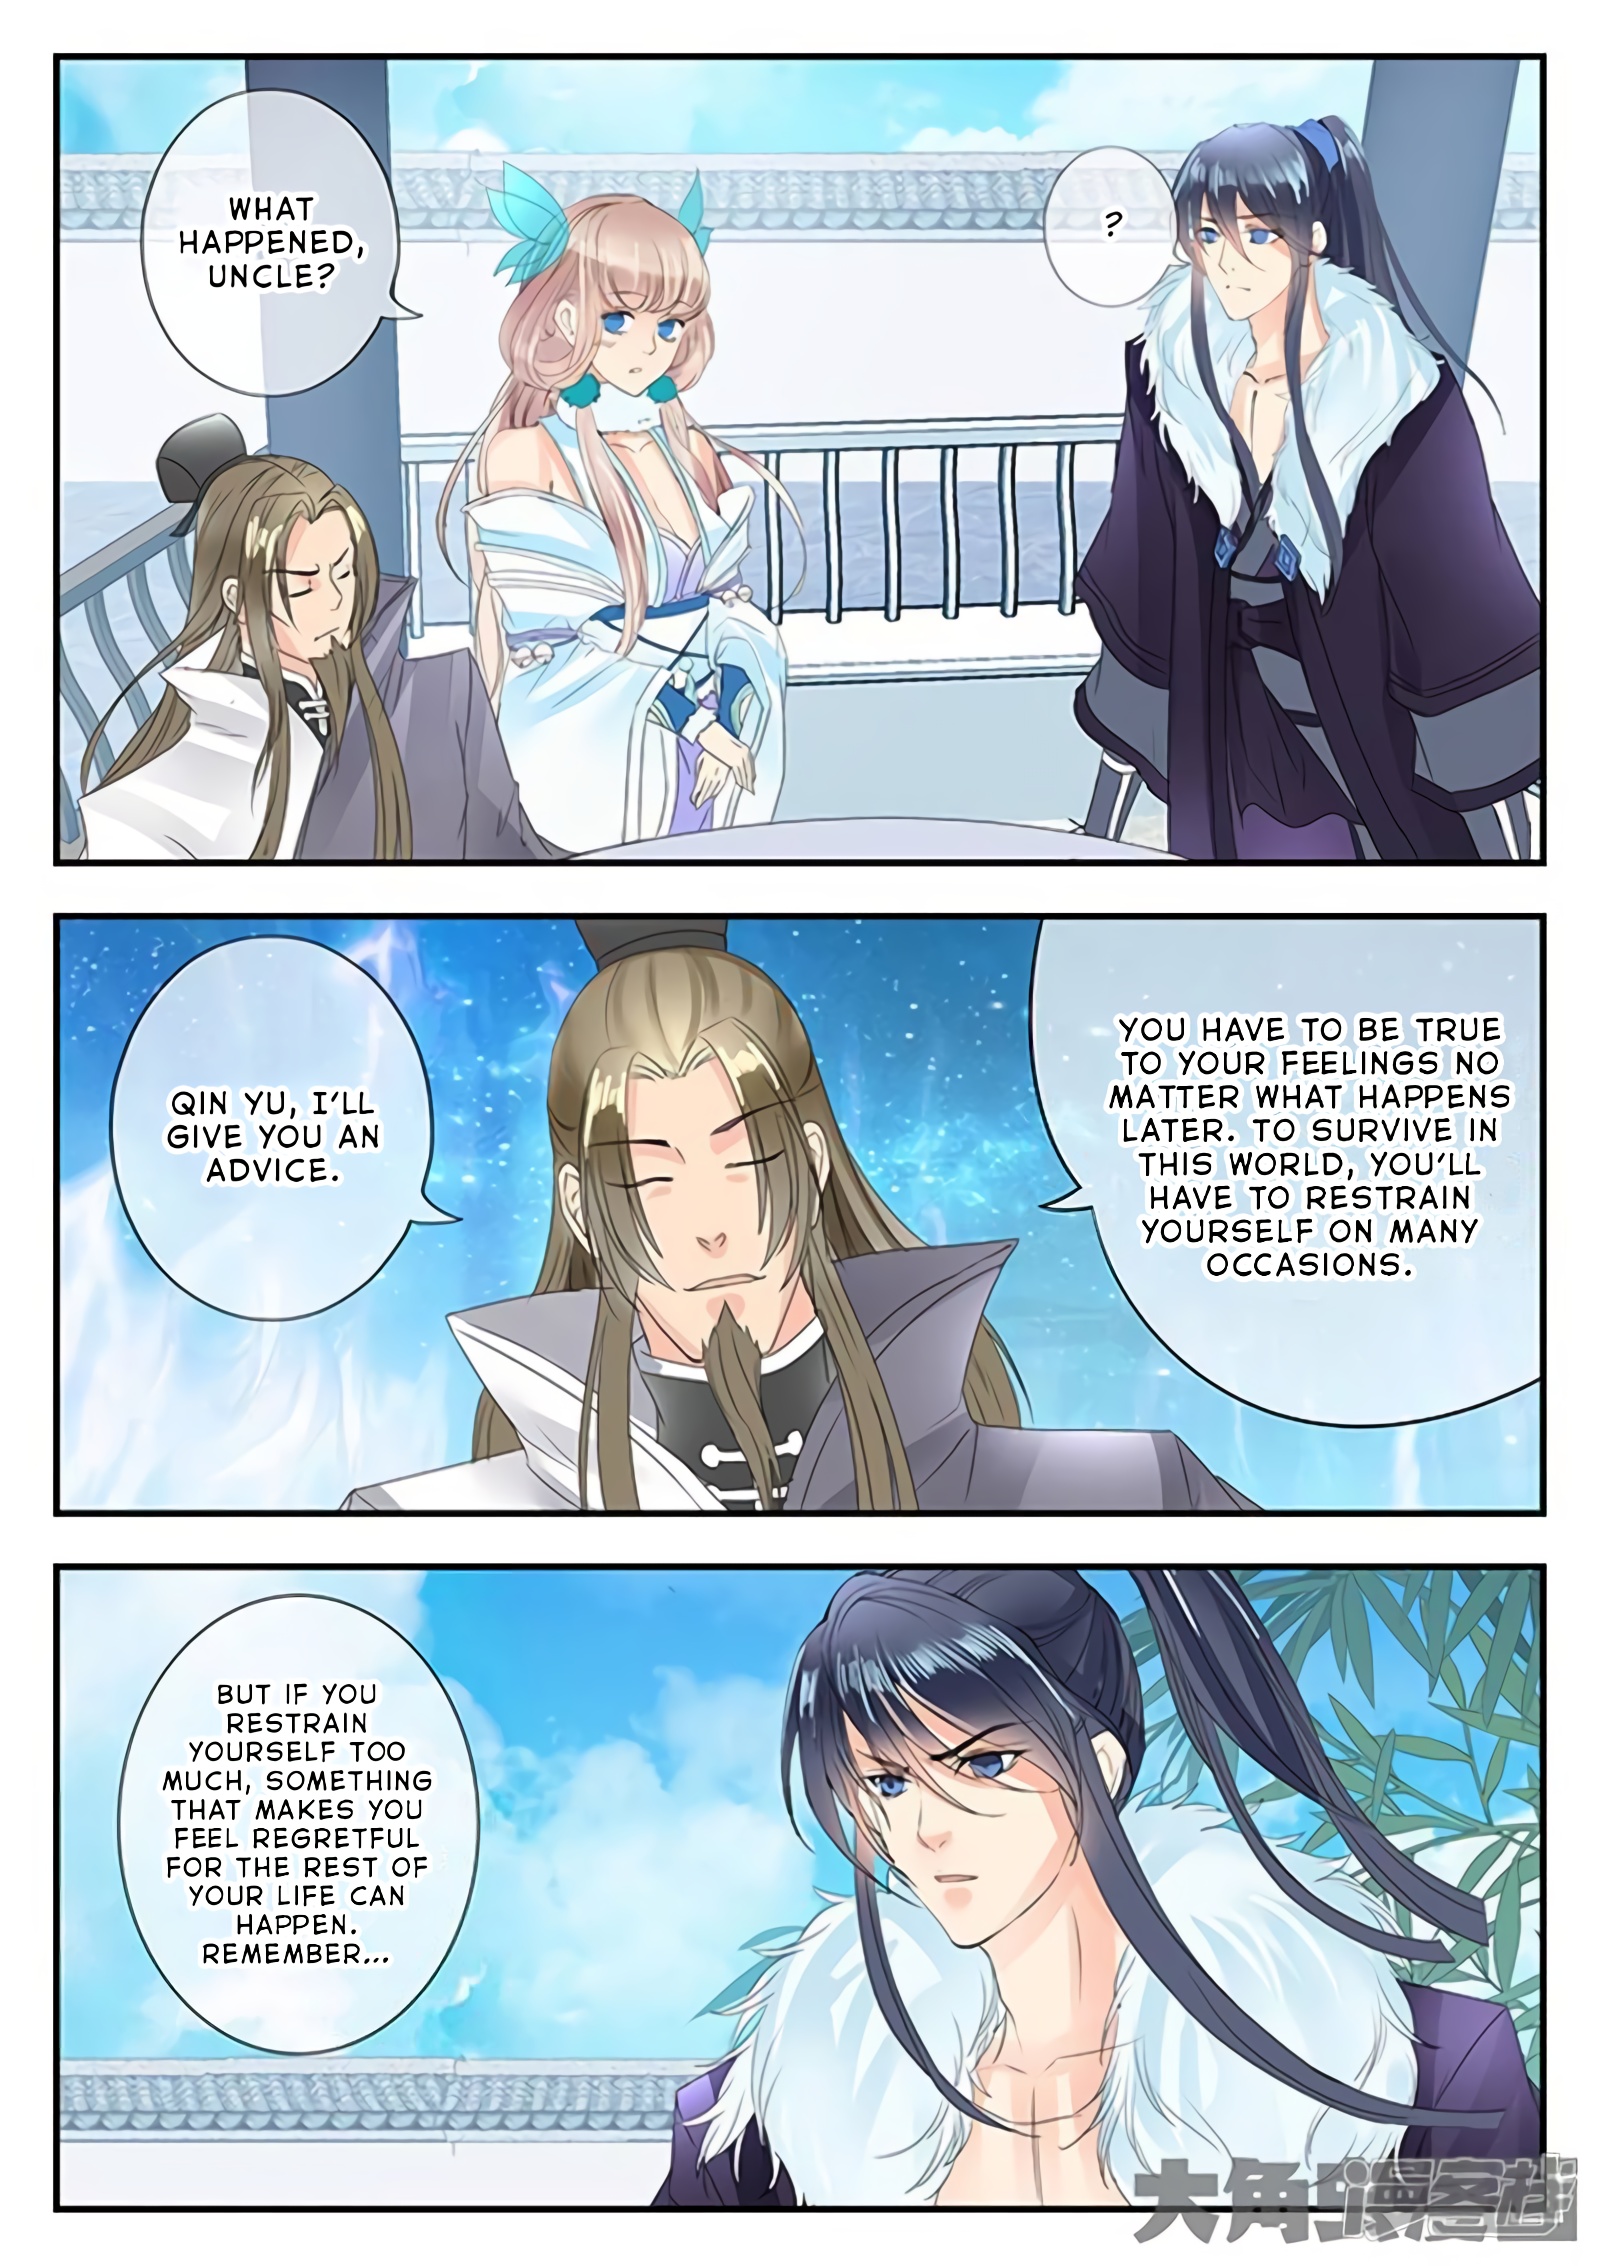 WHAT
HAPPENED,
UNCLE?
?
QIN YU, I'LL
GIVE YOU AN
ADVICE.
YOU HAVE TO BE TRUE
TO YOUR FEELINGS NO
MATTER WHAT HAPPENS
LATER. TO SURVIVE IN
THIS WORLD, YOU'LL
HAVE TO RESTRAIN
YOURSELF ON MANY
OCCASIONS.
BUT IF YOU
RESTRAIN
YOURSELF TOO
MUCH, SOMETHING
THAT MAKES YOU
FEEL REGRETFUL
FOR THE REST OF
YOUR LIFE CAN
HAPPEN.
REMEMBER...
大角虫漫画